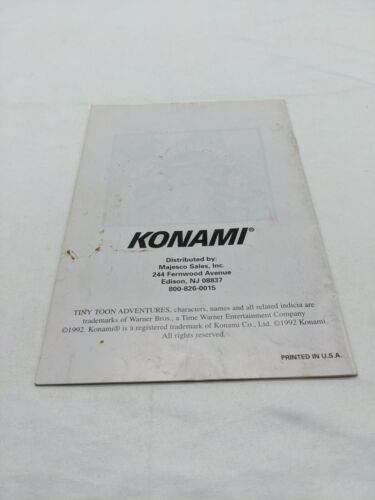 KONAMI®
Distributed by:
Majesco Sales, Inc.
244 Fernwood Avenue
Edison, NJ 08837
800-826-0015
TINY TOON ADVENTURES, characters, names and all related indicia are
trademarks of Warner Bros., a Time Warner Entertainment Company
©1992. Konami® is a registered trademark of Konami Co., Ltd. ©1992 Konami.
All rights reserved.
PRINTED IN U.S.A.